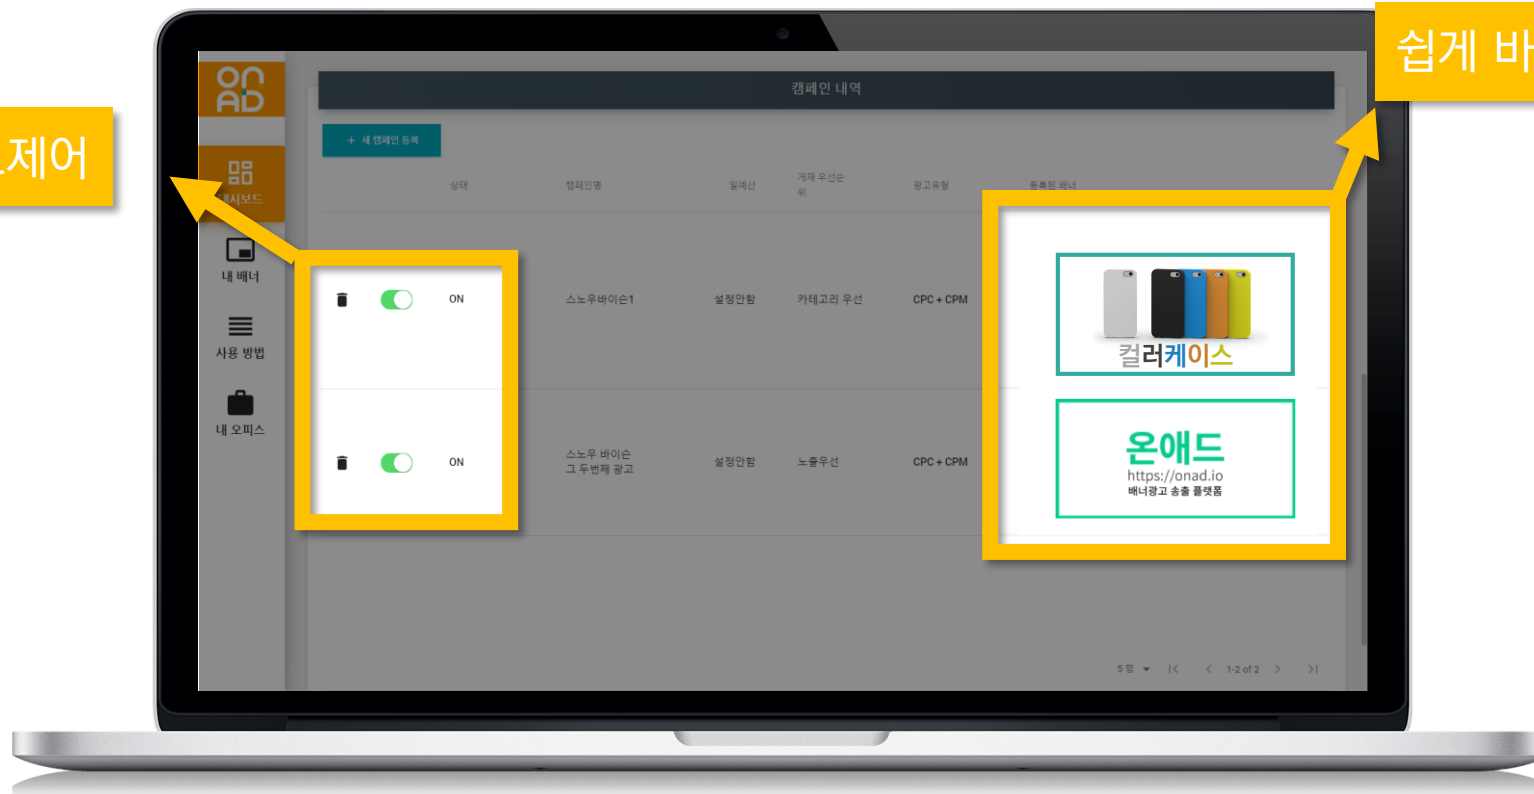 쉽게 바
제어
ON
AD
캠페인 내역
+ 새 캠페인 등록
상태
캠페인명
일예산
게재 우선순
위
광고유형
등록된 배너
대시보드
내 배너
사용 방법
내 오피스
ON
스노우바이슨1
설정안함
카테고리 우선
CPC + CPM
컬러케이스
ON
스노우 바이슨
그 두번째 광고
설정안함
노출우선
CPC + CPM
온애드
https://onad.io
배너광고 송출 플랫폼
5 행
1-2 of 2